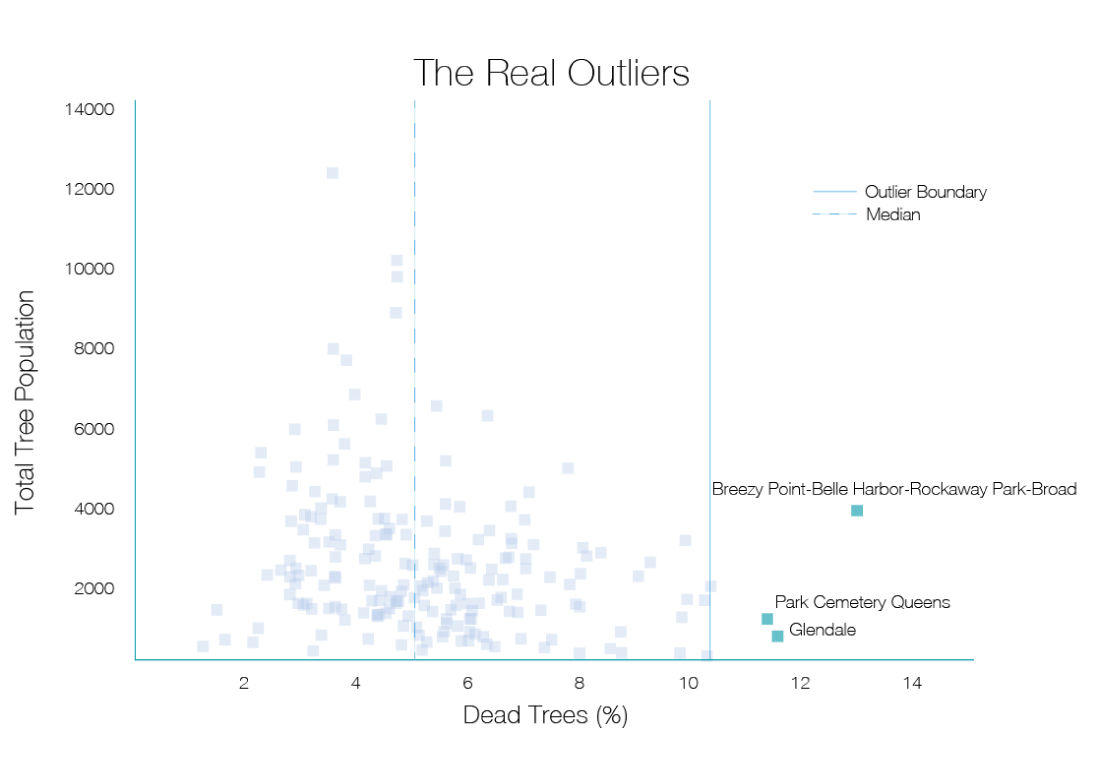 The Real Outliers
14000
12000
10000
8000
6000
4000
2000
Total Tree Population
Outlier Boundary
Median
Breezy Point-Belle Harbor-Rockaway Park-Broad
Park Cemetery Queens
Glendale
2 4 6 8 10 12 14
Dead Trees (%)